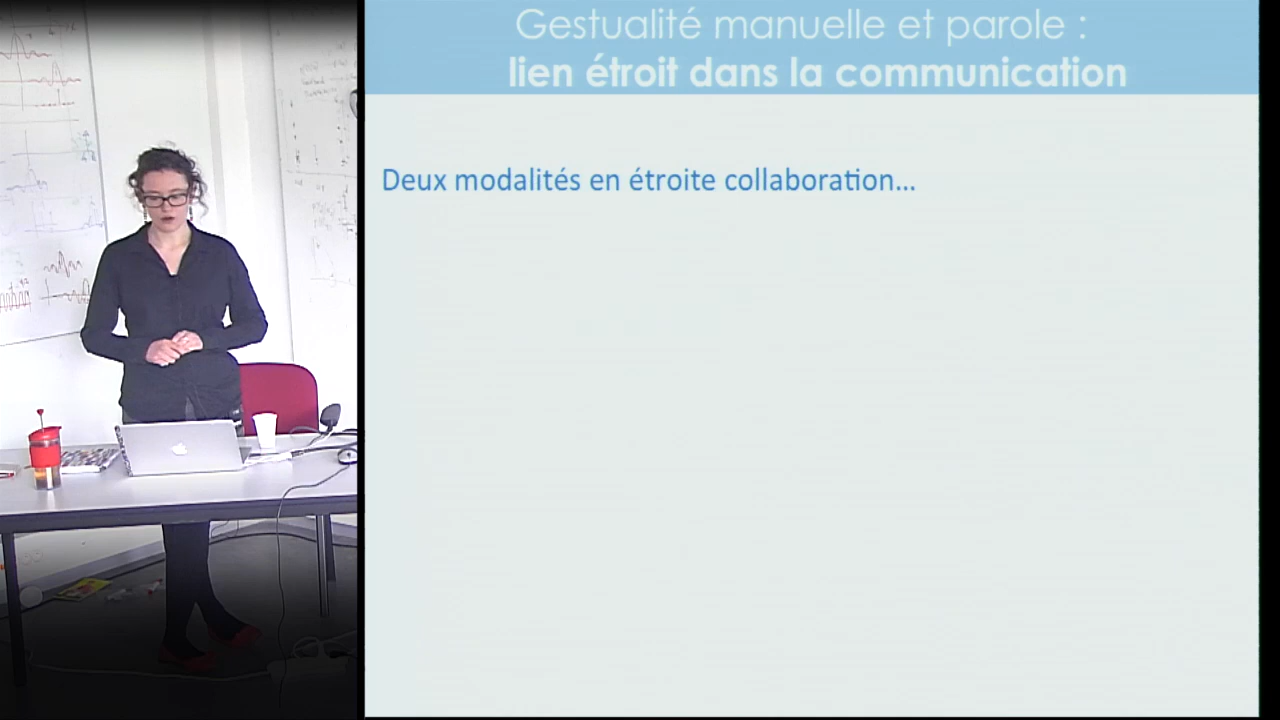 Gestualité manuelle et parole :
lien étroit dans la communication
Deux modalités en étroite collaboration...